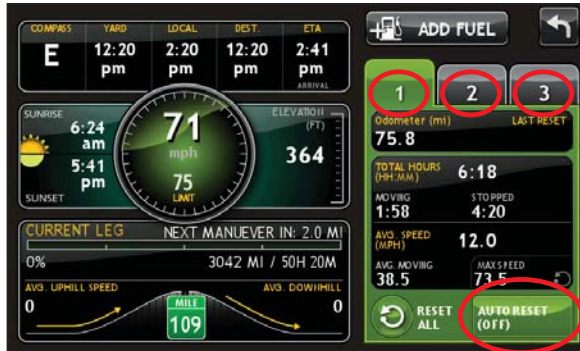 COMPASS YARD LOCAL DEST. ETA
E 12:20 pm 2:20 pm 12:20 pm 2:41 pm
ARRIVAL
ADD FUEL
1 2 3
SUNRISE
6:24 am
5:41 pm
SUNSET
71
mph
75
LIMIT
ELEVATION
(FT)
364
Odometer (mi) LAST RESET
75.8
TOTAL HOURS
(HH:MM) 6:18
MOVING STOPPED
1:58 4:20
AVG. SPEED
(MPH) 12.0
AVG. MOVING MAX SPEED
38.5 73.5
RESET ALL
AUTO RESET
(OFF)
CURRENT LEG NEXT MANUEVER IN: 2.0 MI
0% 3042 MI / 50H 20M
AVG. UPHILL SPEED AVG. DOWNHILL
0 0
MILE
109